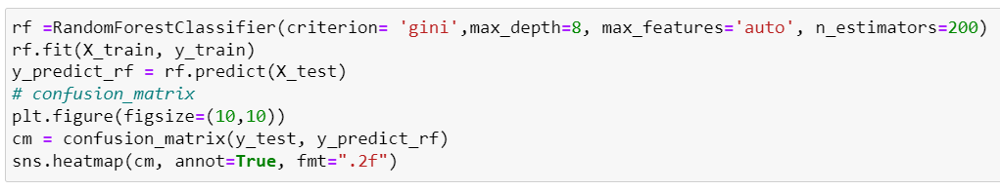 rf =RandomForestClassifier(criterion= 'gini',max_depth=8, max_features='auto', n_estimators=200)
rf.fit(X_train, y_train)
y_predict_rf = rf.predict(X_test)
# confusion_matrix
plt.figure(figsize=(10,10))
cm = confusion_matrix(y_test, y_predict_rf)
sns.heatmap(cm, annot=True, fmt=".2f")